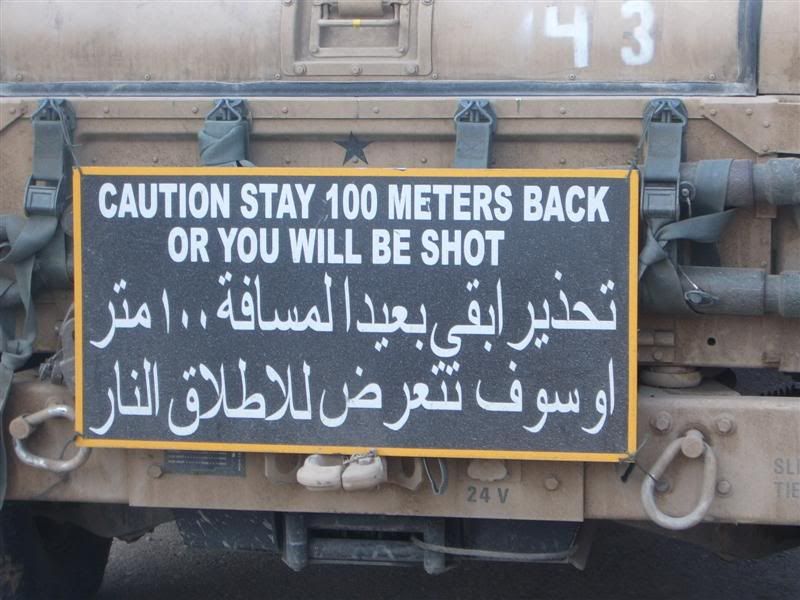 43
CAUTION STAY 100 METERS BACK
OR YOU WILL BE SHOT
تحذير ابقي بعيدا لمسافة ١٠٠ متر
او سوف تتعرض للاطلاق النار
24 V